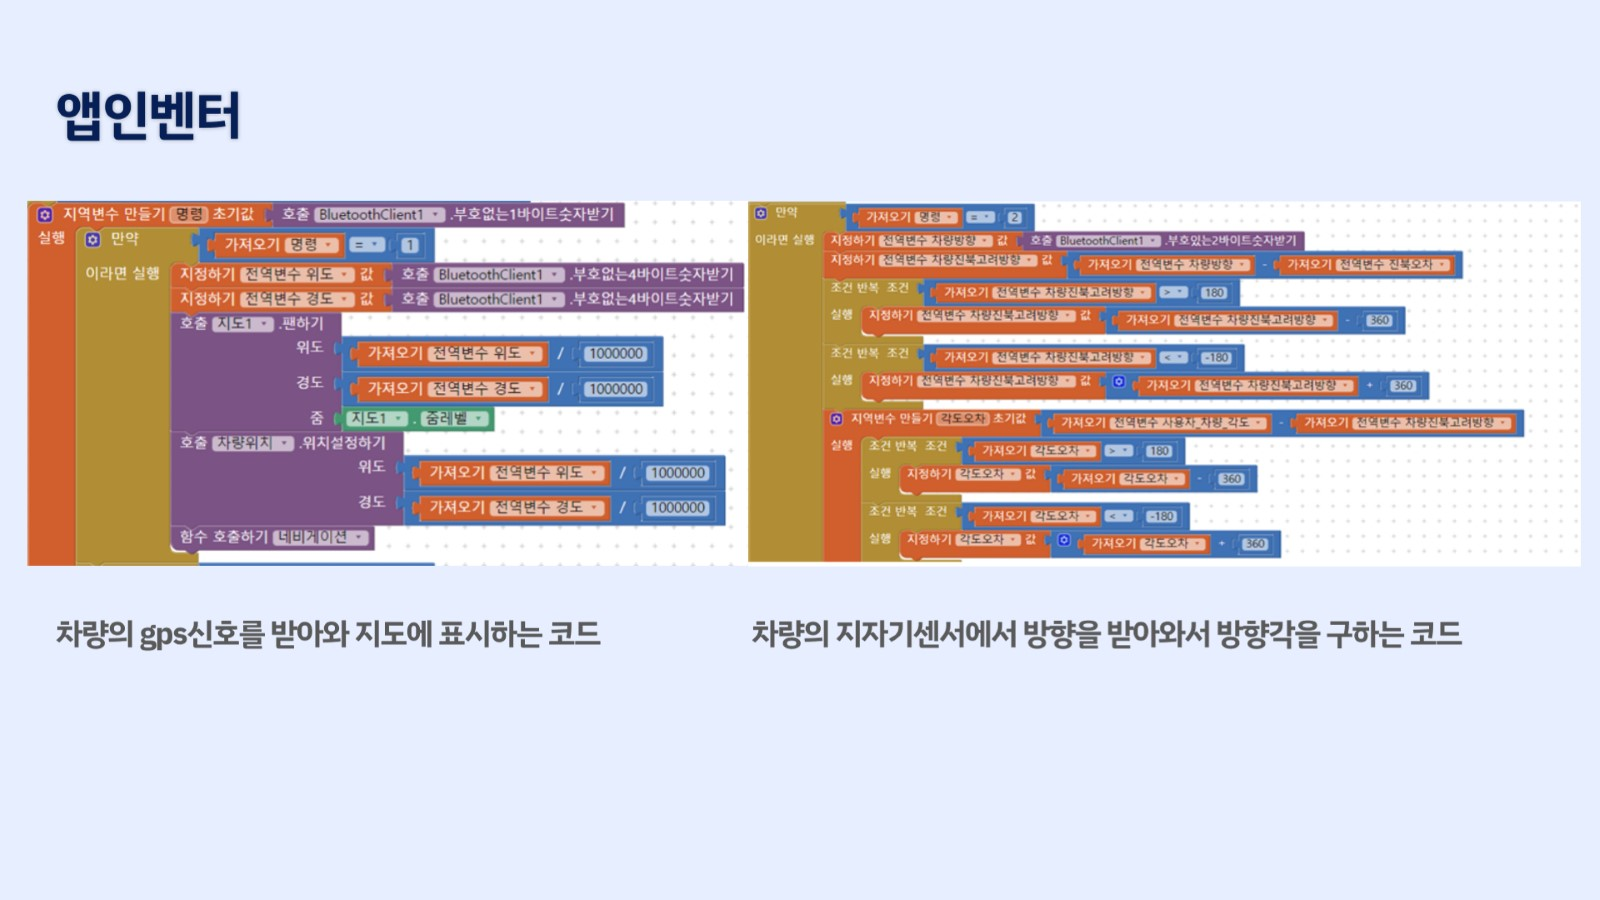 앱인벤터
지역변수 만들기 명령 초기값 호출 BluetoothClient1 .부호없는1바이트숫자받기
실행 만약 가져오기 명령 = 1
이라면 실행 지정하기 전역변수 위도 값 호출 BluetoothClient1 .부호없는4바이트숫자받기
지정하기 전역변수 경도 값 호출 BluetoothClient1 .부호없는4바이트숫자받기
호출 지도1 .팬하기
위도 가져오기 전역변수 위도 / 1000000
경도 가져오기 전역변수 경도 / 1000000
줌 지도1 . 줌레벨
호출 차량위치 .위치설정하기
위도 가져오기 전역변수 위도 / 1000000
경도 가져오기 전역변수 경도 / 1000000
함수 호출하기 네비게이션
차량의 gps신호를 받아와 지도에 표시하는 코드
만약 가져오기 명령 = 2
이라면 실행 지정하기 전역변수 차량방향 값 호출 BluetoothClient1 .부호있는2바이트숫자받기
지정하기 전역변수 차량진북고려방향 값 가져오기 전역변수 차량방향 - 가져오기 전역변수 진북오차
조건 반복 조건 가져오기 전역변수 차량진북고려방향 > 180
실행 지정하기 전역변수 차량진북고려방향 값 가져오기 전역변수 차량진북고려방향 - 360
조건 반복 조건 가져오기 전역변수 차량진북고려방향 < -180
실행 지정하기 전역변수 차량진북고려방향 값 가져오기 전역변수 차량진북고려방향 + 360
지역변수 만들기 각도오차 초기값 가져오기 전역변수 사용자_차량_각도 - 가져오기 전역변수 차량진북고려방향
실행 조건 반복 조건 가져오기 각도오차 > 180
실행 지정하기 각도오차 값 가져오기 각도오차 - 360
조건 반복 조건 가져오기 각도오차 < -180
실행 지정하기 각도오차 값 가져오기 각도오차 + 360
차량의 지자기센서에서 방향을 받아와서 방향각을 구하는 코드